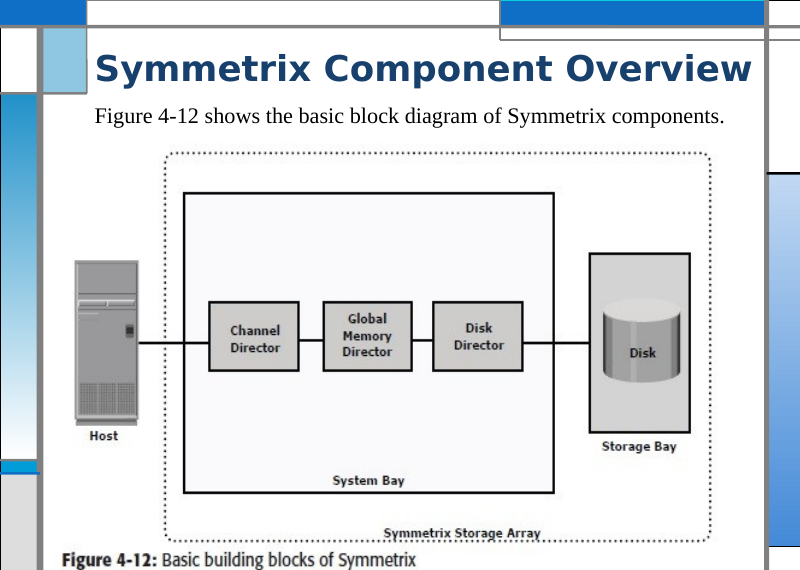 Symmetrix Component Overview
Figure 4-12 shows the basic block diagram of Symmetrix components.
Channel
Director
Global
Memory
Director
Disk
Director
Disk
Host
Storage Bay
System Bay
Symmetrix Storage Array
Figure 4-12: Basic building blocks of Symmetrix